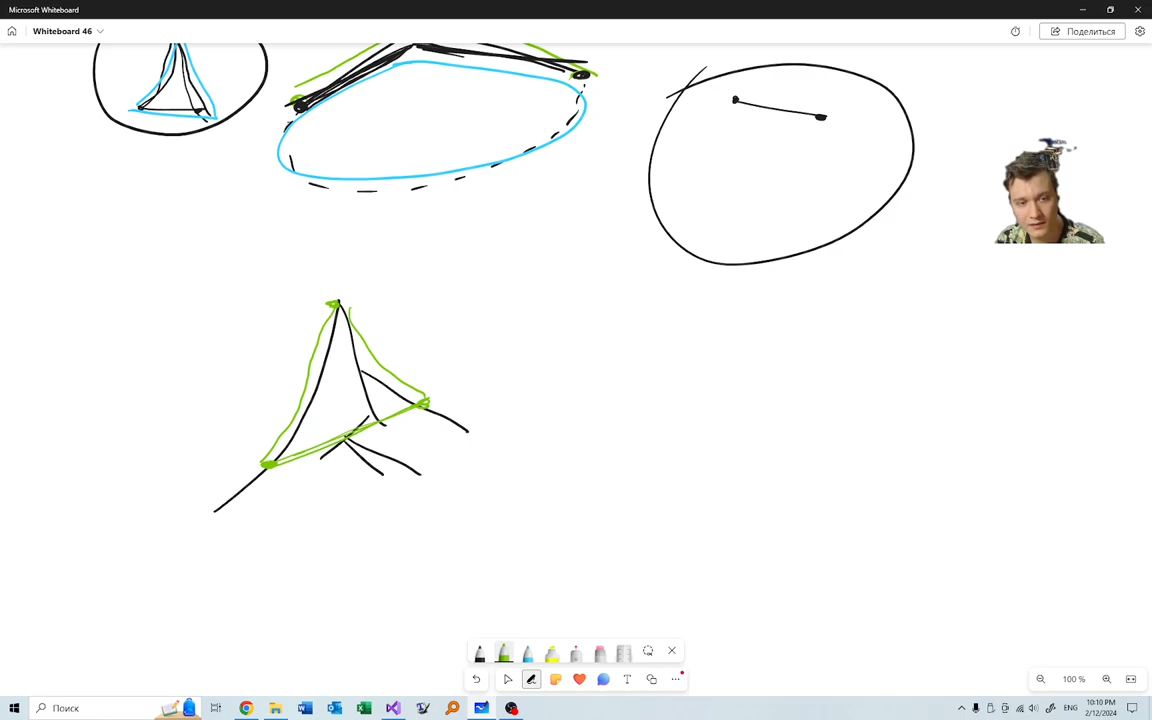 Microsoft Whiteboard
Whiteboard 46
Поделиться
100 %
Поиск
ENG
10:10 PM
2/12/2024